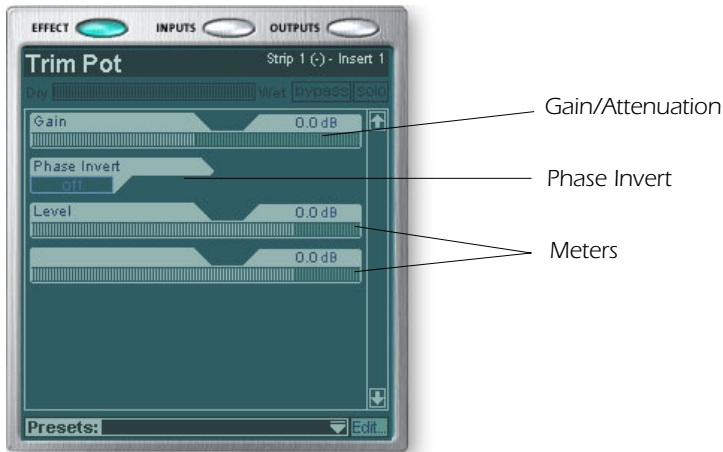 EFFECT INPUTS OUTPUTS
Trim Pot Strip 1 (-) - Insert 1
Dry Wet bypass solo
Gain 0.0 dB
Gain/Attenuation
Phase Invert
off
Phase Invert
Level 0.0 dB
Meters
0.0 dB
Presets: Edit...